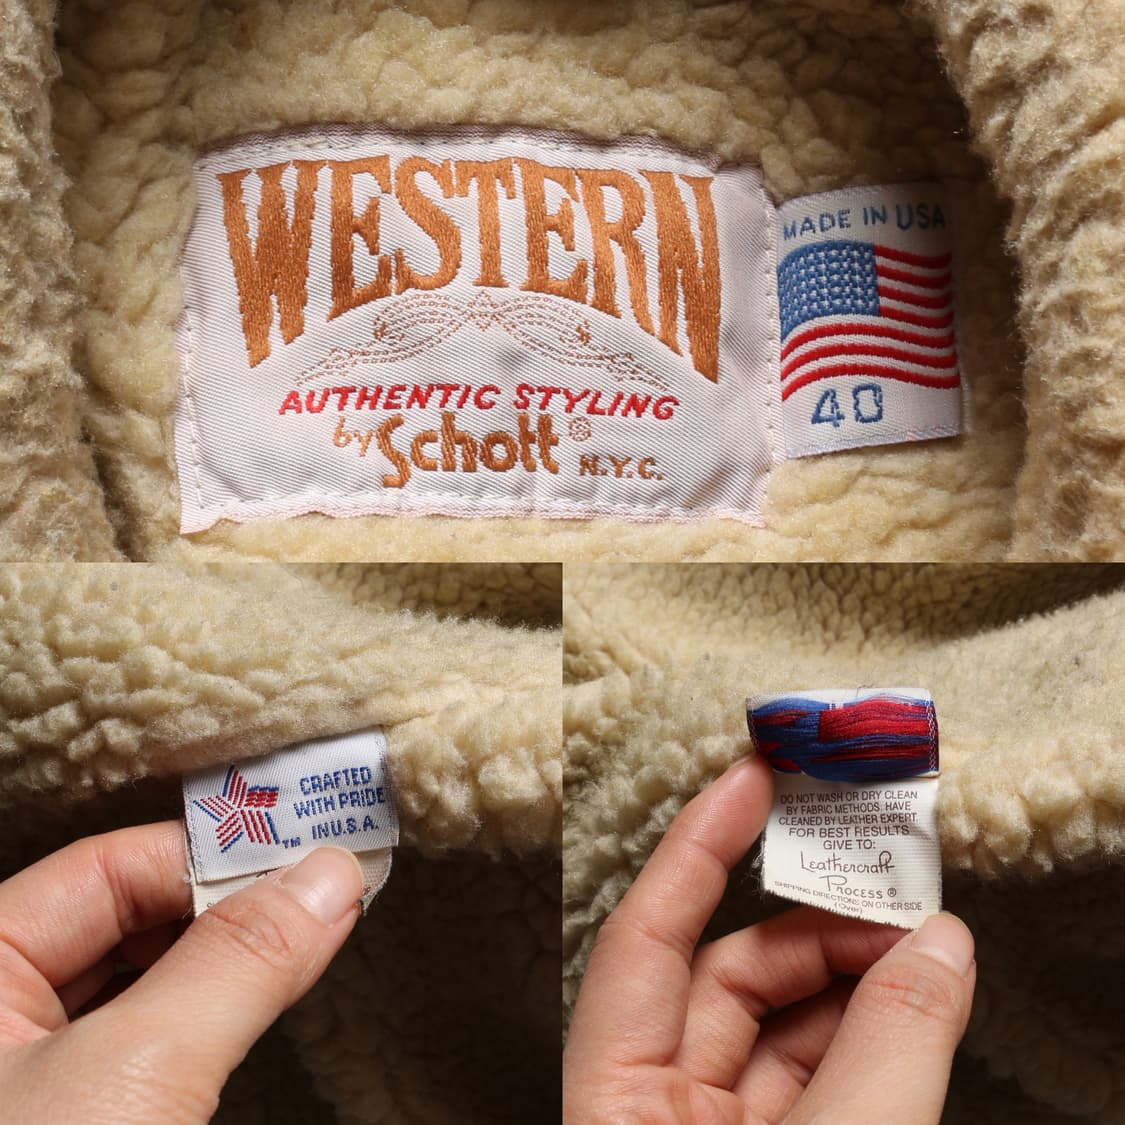 WESTERN
AUTHENTIC STYLING
by Schott® N.Y.C.
MADE IN USA
40
CRAFTED
WITH PRIDE
IN U.S.A.
TM
DO NOT WASH OR DRY CLEAN
BY FABRIC METHODS. HAVE
CLEANED BY LEATHER EXPERT.
FOR BEST RESULTS
GIVE TO:
Leathercraft
Process®
SHIPPING DIRECTIONS ON OTHER SIDE
(Over)